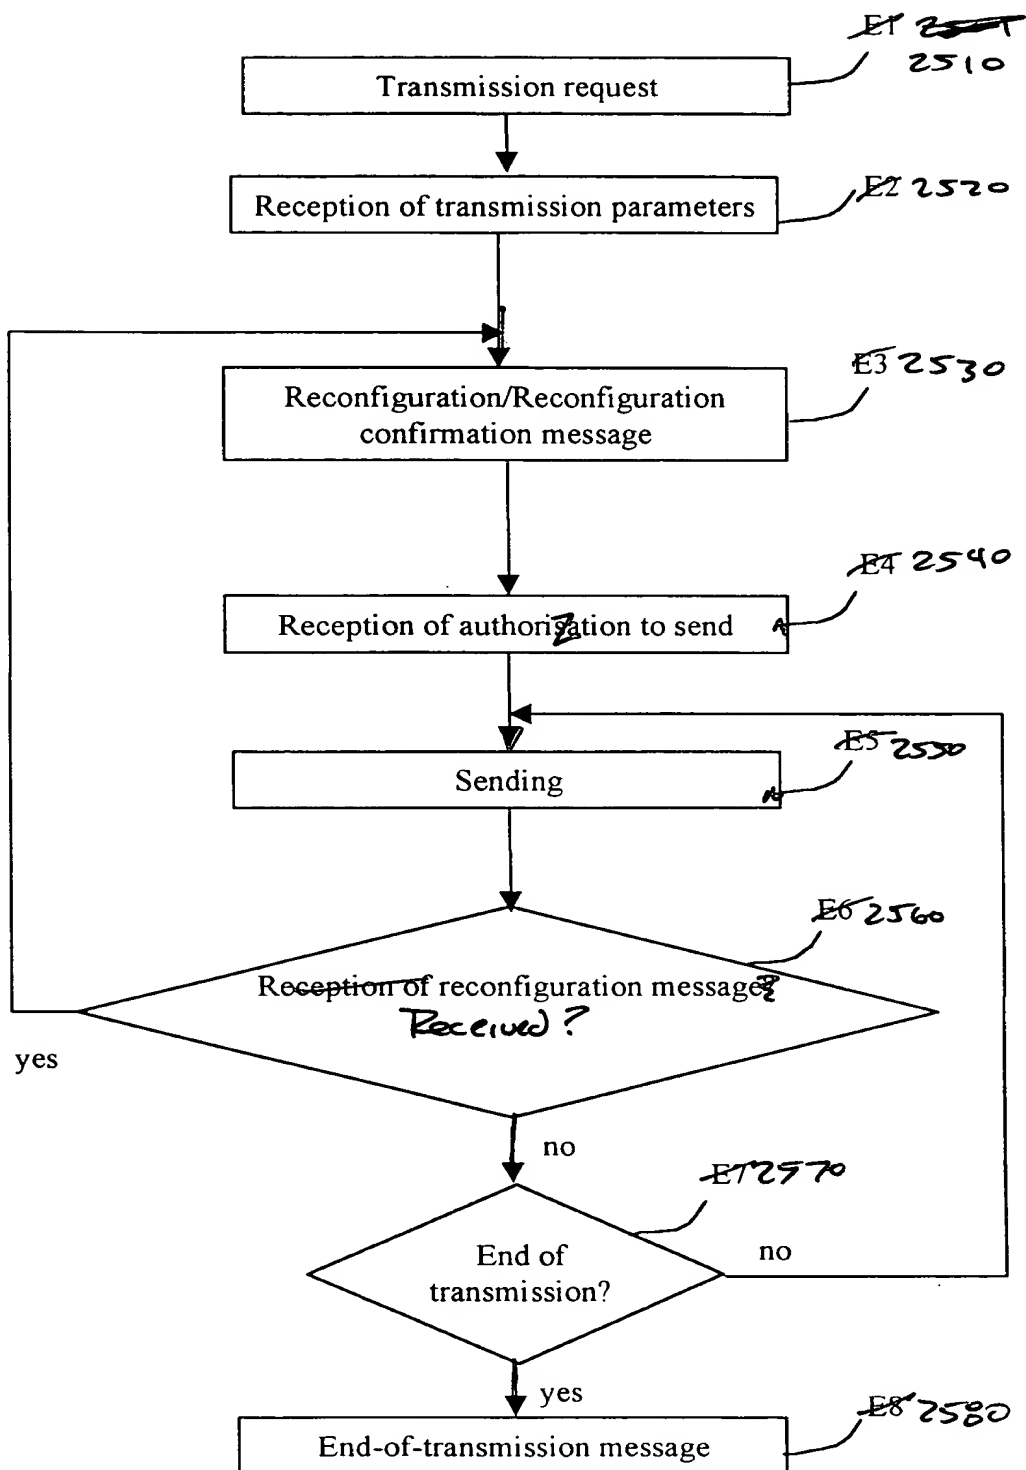 E1 2501
2510
Transmission request
E2 2520
Reception of transmission parameters
E3 2530
Reconfiguration/Reconfiguration
confirmation message
E4 2540
Reception of authorization to send
E5 2550
Sending
E6 2560
Reception of reconfiguration message?
Received?
yes
no
E7 2570
End of
transmission?
no
yes
E8 2580
End-of-transmission message